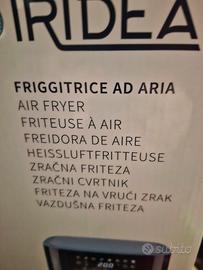 IRIDEA
FRIGGITRICE AD ARIA
AIR FRYER
FRITEUSE À AIR
FREIDORA DE AIRE
HEISSLUFTFRITTEUSE
ZRAČNA FRITEZA
ZRAČNI CVRTNIK
FRITEZA NA VRUĆI ZRAK
VAZDUŠNA FRITEZA
200
subito